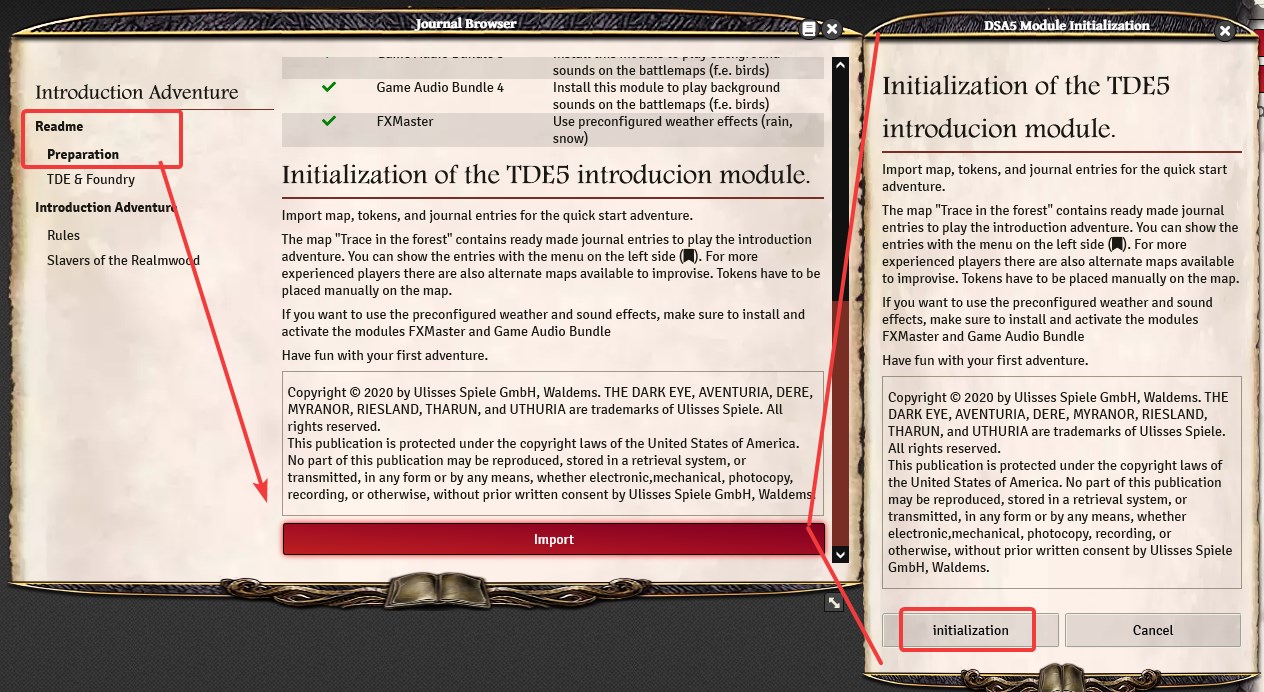 Journal Browser
Introduction Adventure
Readme
Preparation
TDE & Foundry
Introduction Adventure
Rules
Slavers of the Realmwood
sounds on the battlemaps (f.e. birds)
Game Audio Bundle 4
Install this module to play background
sounds on the battlemaps (f.e. birds)
FXMaster
Use preconfigured weather effects (rain,
snow)
Initialization of the TDE5 introducion module.
Import map, tokens, and journal entries for the quick start adventure.
The map "Trace in the forest" contains ready made journal entries to play the introduction
adventure. You can show the entries with the menu on the left side (). For more
experienced players there are also alternate maps available to improvise. Tokens have to be
placed manually on the map.
If you want to use the preconfigured weather and sound effects, make sure to install and
activate the modules FXMaster and Game Audio Bundle
Have fun with your first adventure.
Copyright © 2020 by Ulisses Spiele GmbH, Waldems. THE DARK EYE, AVENTURIA, DERE,
MYRANOR, RIESLAND, THARUN, and UTHURIA are trademarks of Ulisses Spiele. All
rights reserved.
This publication is protected under the copyright laws of the United States of America.
No part of this publication may be reproduced, stored in a retrieval system, or
transmitted, in any form or by any means, whether electronic,mechanical, photocopy,
recording, or otherwise, without prior written consent by Ulisses Spiele GmbH, Waldems.
Import
DSA5 Module Initialization
Initialization of the TDE5
introducion module.
Import map, tokens, and journal entries for the quick start
adventure.
The map "Trace in the forest" contains ready made journal
entries to play the introduction adventure. You can show the
entries with the menu on the left side (). For more
experienced players there are also alternate maps available
to improvise. Tokens have to be placed manually on the map.
If you want to use the preconfigured weather and sound
effects, make sure to install and activate the modules
FXMaster and Game Audio Bundle
Have fun with your first adventure.
Copyright © 2020 by Ulisses Spiele GmbH, Waldems. THE
DARK EYE, AVENTURIA, DERE, MYRANOR, RIESLAND,
THARUN, and UTHURIA are trademarks of Ulisses Spiele.
All rights reserved.
This publication is protected under the copyright laws of
the United States of America. No part of this publication
may be reproduced, stored in a retrieval system, or
transmitted, in any form or by any means, whether
electronic,mechanical, photocopy, recording, or
otherwise, without prior written consent by Ulisses Spiele
GmbH, Waldems.
initialization
Cancel